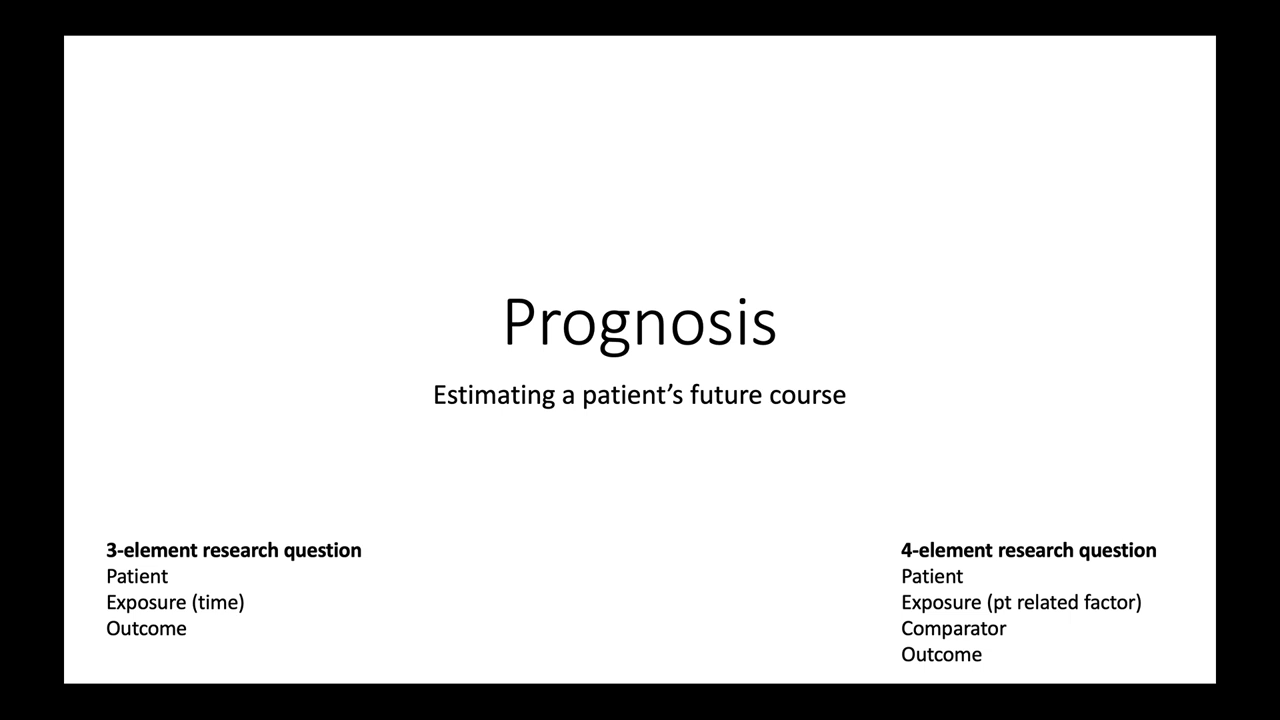 Prognosis
Estimating a patient’s future course
3-element research question
Patient
Exposure (time)
Outcome
4-element research question
Patient
Exposure (pt related factor)
Comparator
Outcome